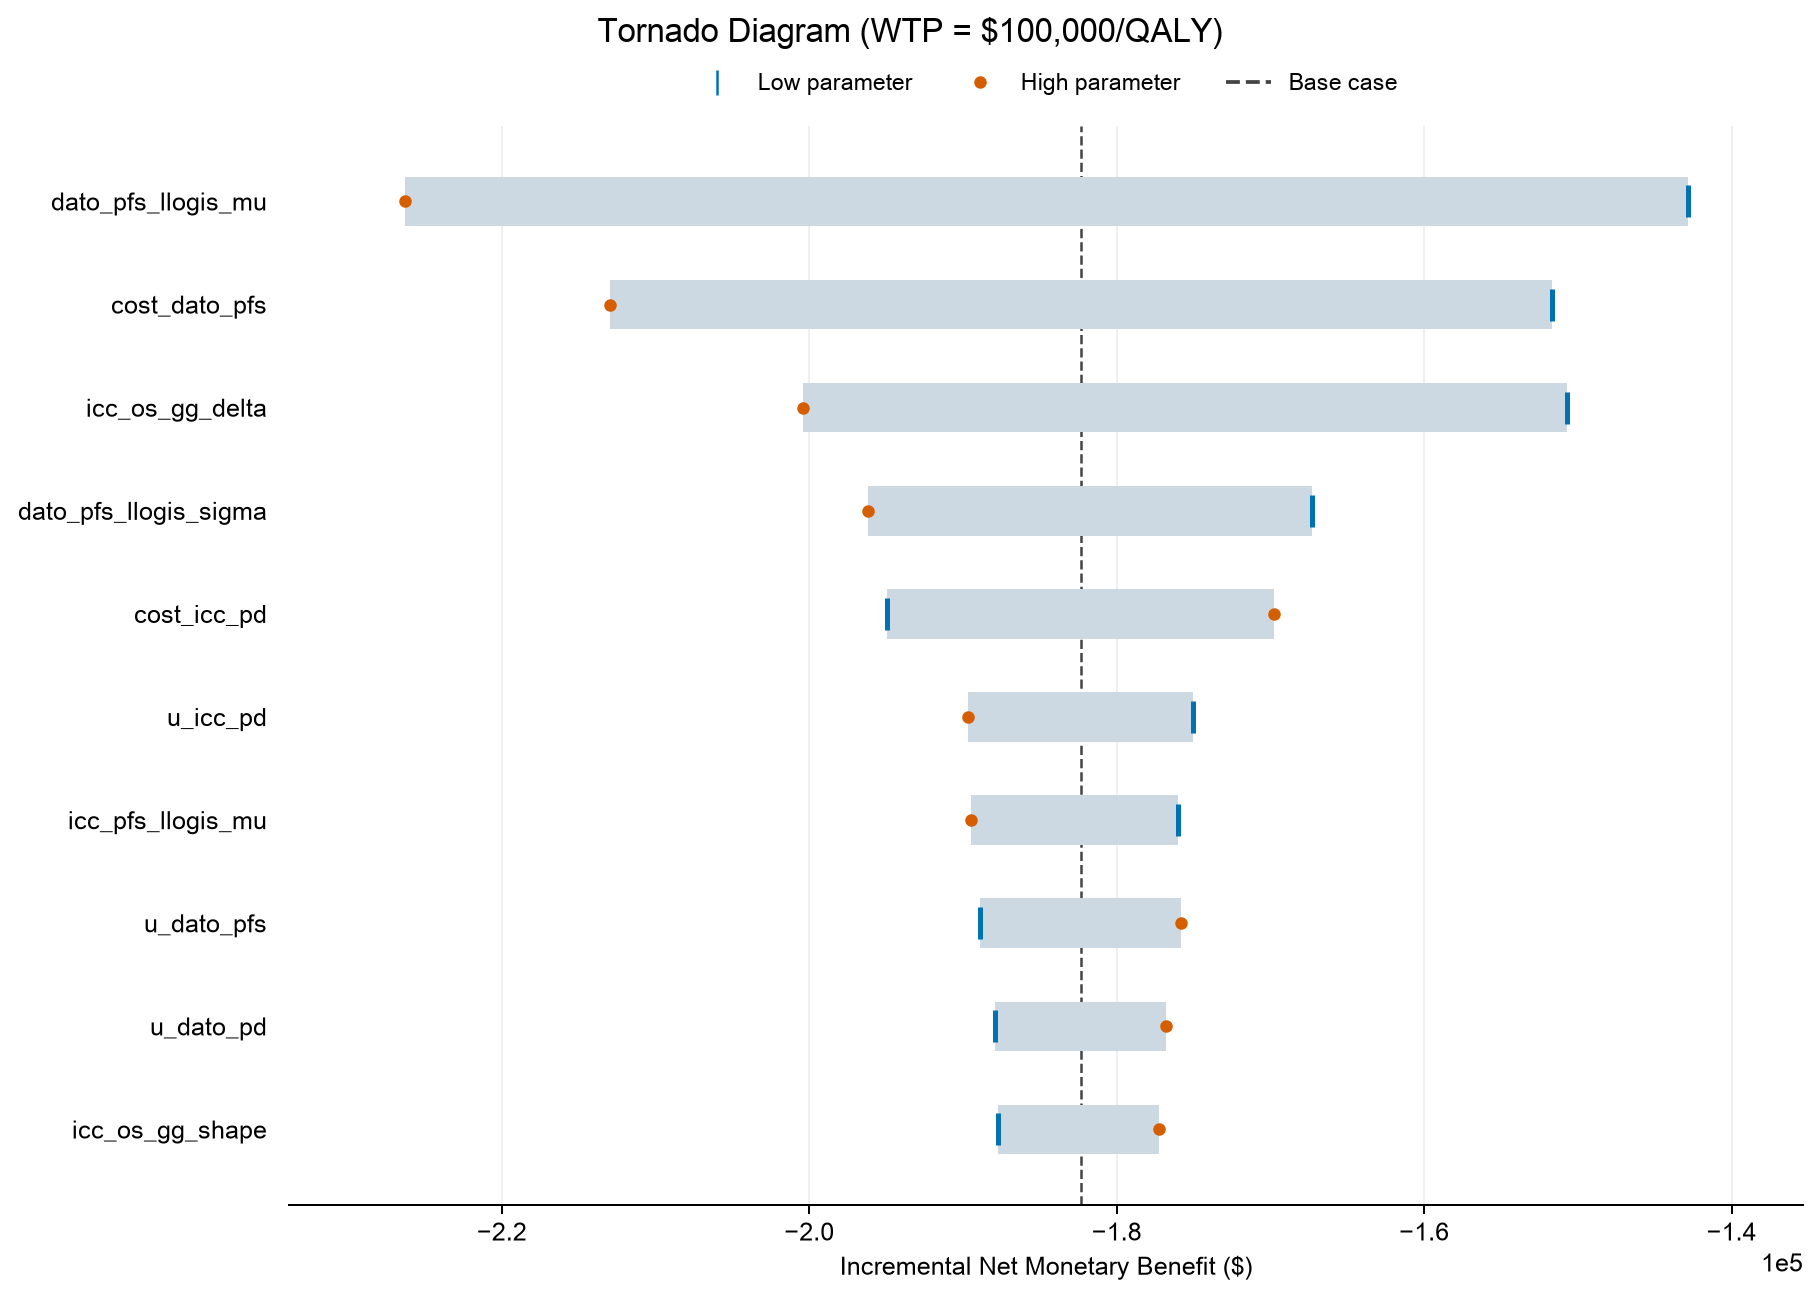 Tornado Diagram (WTP = $100,000/QALY)
Low parameter
High parameter
Base case
dato_pfs_llogis_mu
cost_dato_pfs
icc_os_gg_delta
dato_pfs_llogis_sigma
cost_icc_pd
u_icc_pd
icc_pfs_llogis_mu
u_dato_pfs
u_dato_pd
icc_os_gg_shape
−2.2
−2.0
−1.8
−1.6
−1.4
Incremental Net Monetary Benefit ($)
1e5